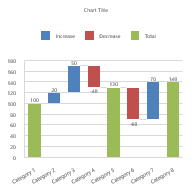 Chart Title
Increase Decrease Total
180
160
140
120
100
80
60
40
20
0
100
20
50
-40
130
-60
70
140
Category 1
Category 2
Category 3
Category 4
Category 5
Category 6
Category 7
Category 8